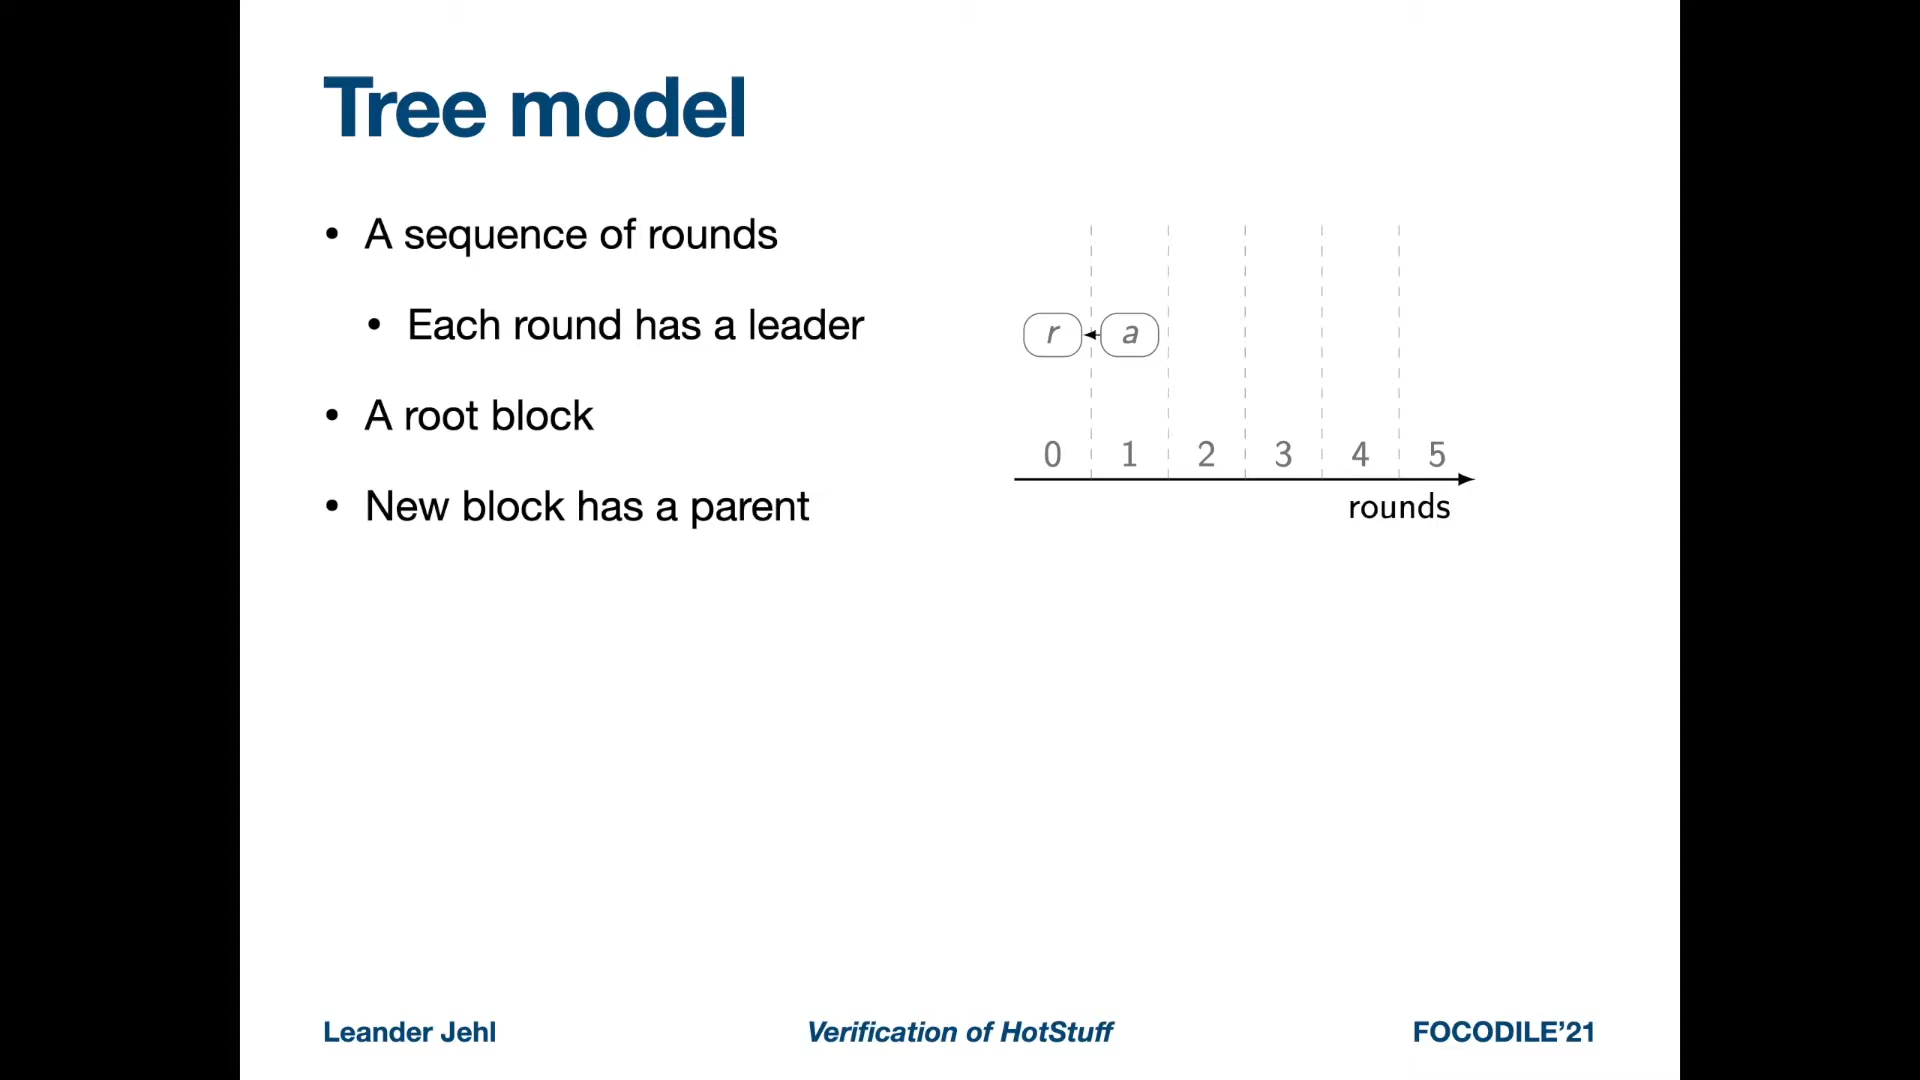 Tree model
• A sequence of rounds
• Each round has a leader
• A root block
• New block has a parent
r a
0 1 2 3 4 5
rounds
Leander Jehl Verification of HotStuff FOCODILE’21